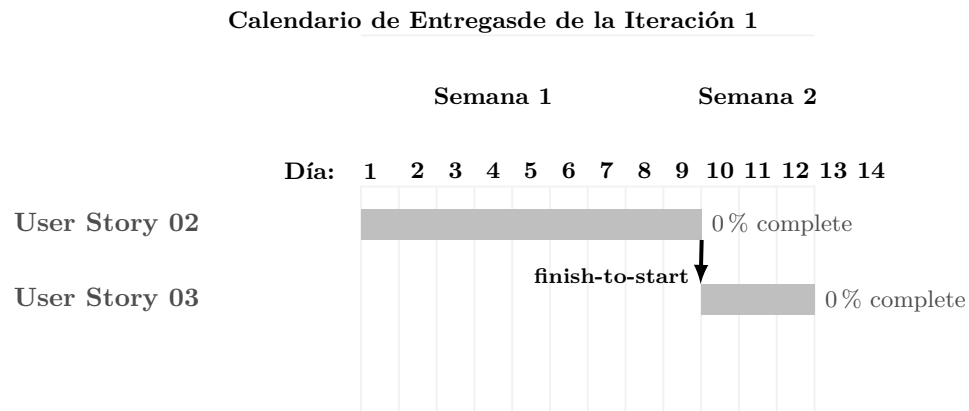 Calendario de Entregasde de la Iteración 1
Semana 1 Semana 2
Día: 1 2 3 4 5 6 7 8 9 10 11 12 13 14
User Story 02 0 % complete
finish-to-start
User Story 03 0 % complete